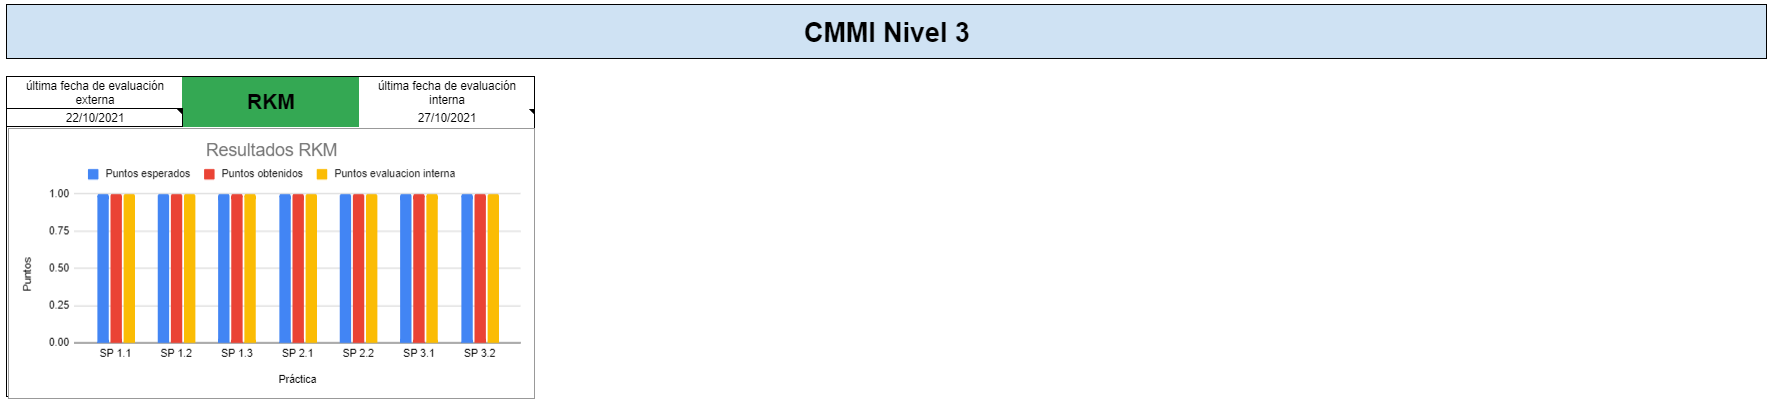 CMMI Nivel 3
última fecha de evaluación
externa
22/10/2021
RKM
última fecha de evaluación
interna
27/10/2021
Resultados RKM
Puntos esperados
Puntos obtenidos
Puntos evaluacion interna
1.00
0.75
0.50
0.25
0.00
Puntos
SP 1.1
SP 1.2
SP 1.3
SP 2.1
SP 2.2
SP 3.1
SP 3.2
Práctica